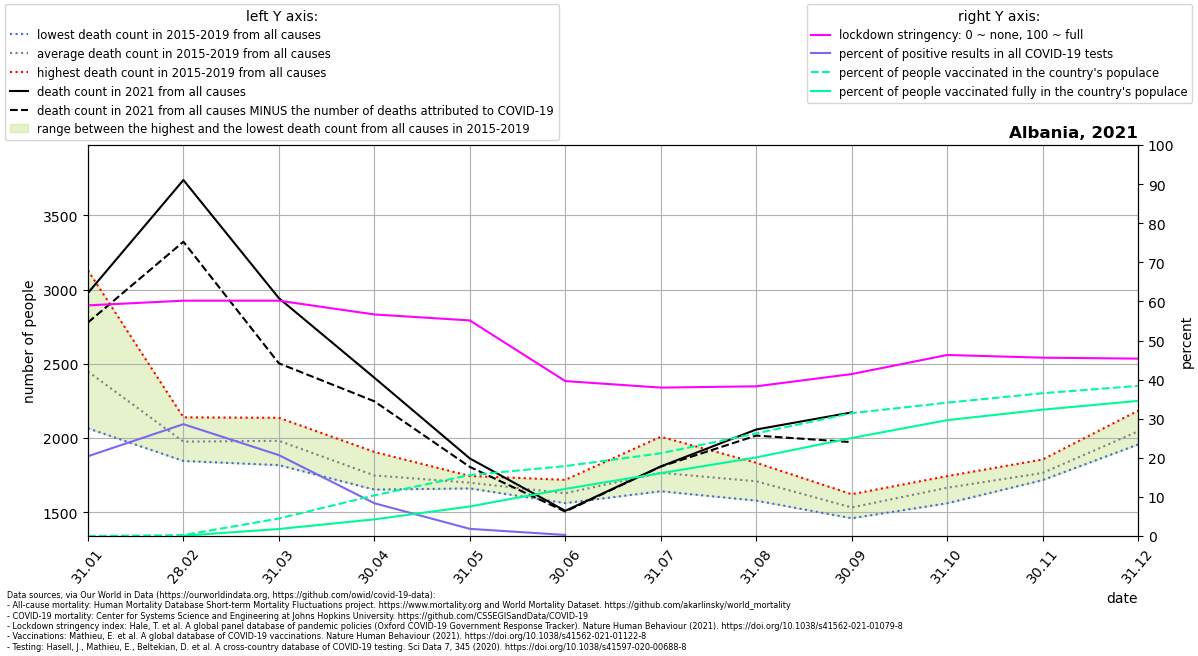 left Y axis:
lowest death count in 2015-2019 from all causes
average death count in 2015-2019 from all causes
highest death count in 2015-2019 from all causes
death count in 2021 from all causes
death count in 2021 from all causes MINUS the number of deaths attributed to COVID-19
range between the highest and the lowest death count from all causes in 2015-2019
right Y axis:
lockdown stringency: 0 ~ none, 100 ~ full
percent of positive results in all COVID-19 tests
percent of people vaccinated in the country's populace
percent of people vaccinated fully in the country's populace
Albania, 2021
number of people
3500
3000
2500
2000
1500
100
90
80
70
60
50
40
30
20
10
0
percent
31.01
28.02
31.03
30.04
31.05
30.06
31.07
31.08
30.09
31.10
30.11
31.12
date
Data sources, via Our World in Data (https://ourworldindata.org, https://github.com/owid/covid-19-data):
- All-cause mortality: Human Mortality Database Short-term Mortality Fluctuations project. https://www.mortality.org and World Mortality Dataset. https://github.com/akarlinsky/world_mortality
- COVID-19 mortality: Center for Systems Science and Engineering at Johns Hopkins University. https://github.com/CSSEGISandData/COVID-19
- Lockdown stringency index: Hale, T. et al. A global panel database of pandemic policies (Oxford COVID-19 Government Response Tracker). Nature Human Behaviour (2021). https://doi.org/10.1038/s41562-021-01079-8
- Vaccinations: Mathieu, E. et al. A global database of COVID-19 vaccinations. Nature Human Behaviour (2021). https://doi.org/10.1038/s41562-021-01122-8
- Testing: Hasell, J., Mathieu, E., Beltekian, D. et al. A cross-country database of COVID-19 testing. Sci Data 7, 345 (2020). https://doi.org/10.1038/s41597-020-00688-8